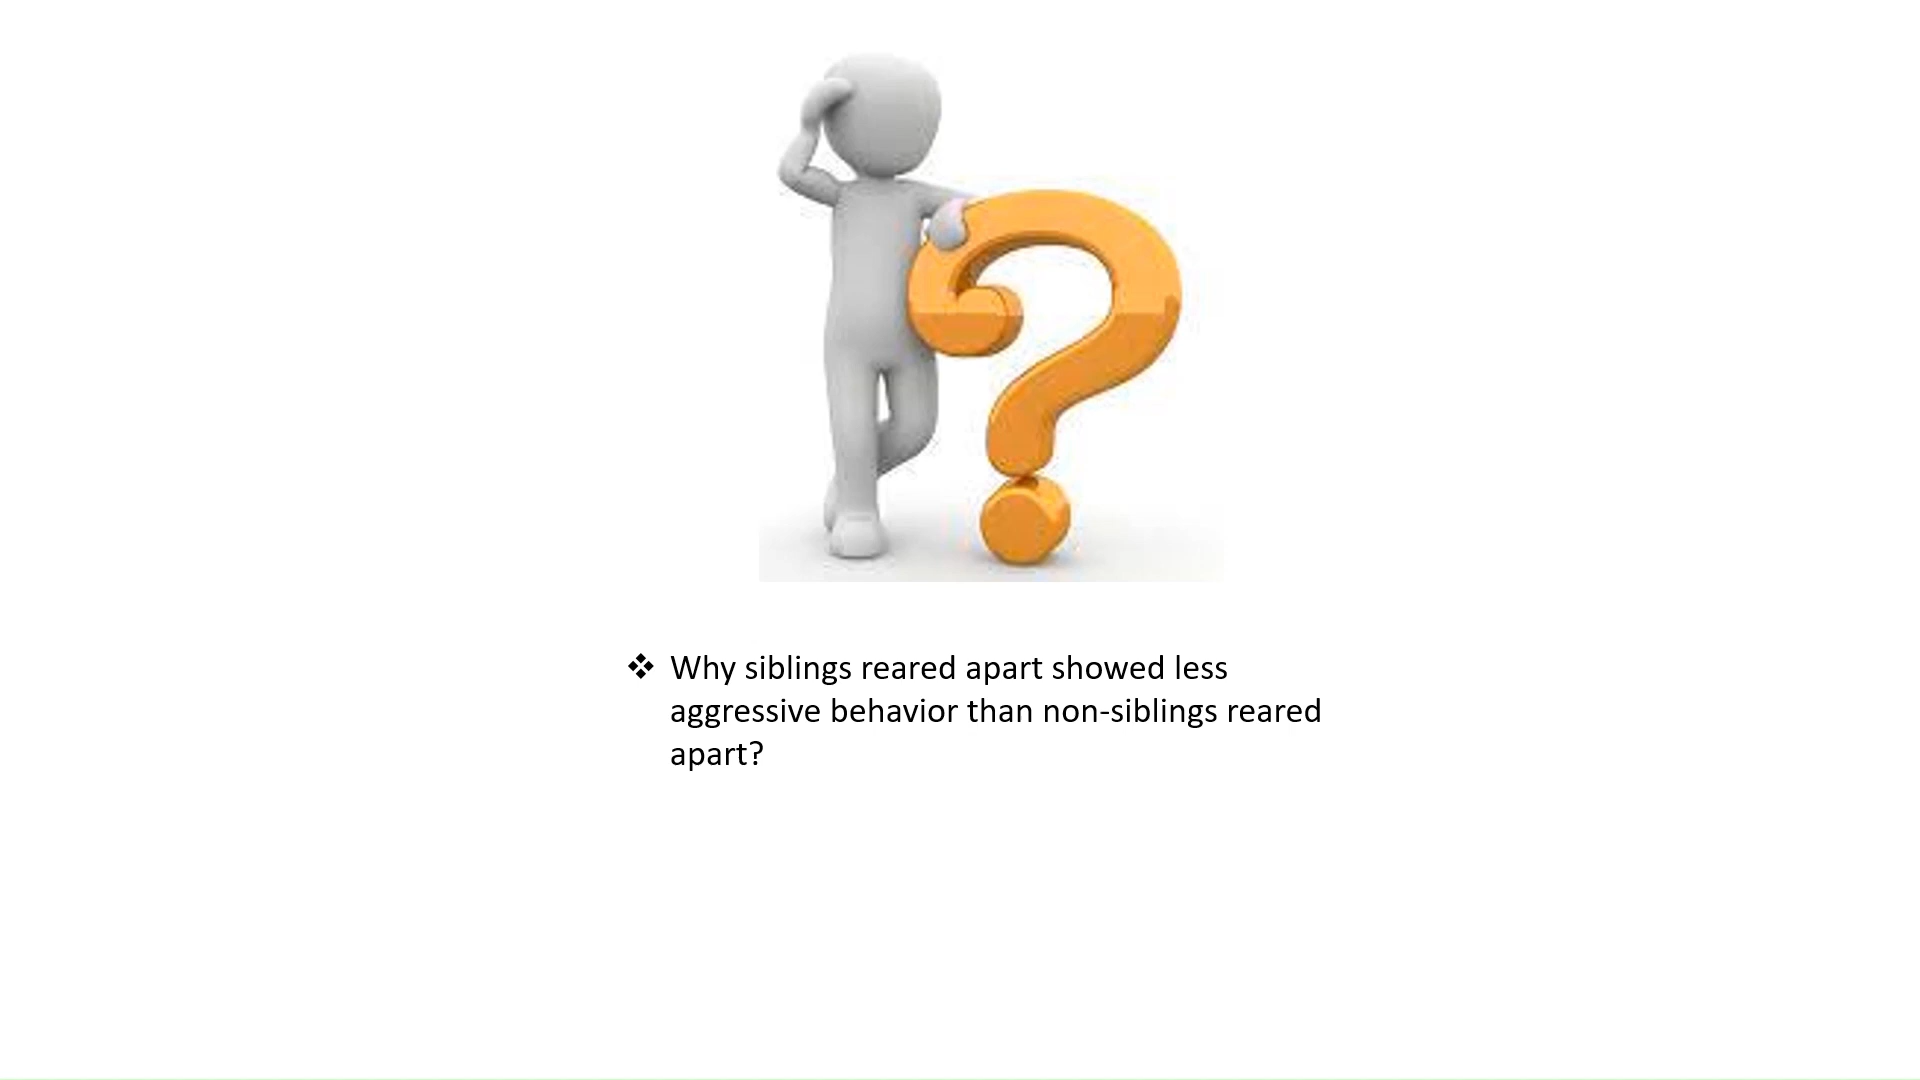 ❖ Why siblings reared apart showed less
aggressive behavior than non-siblings reared
apart?